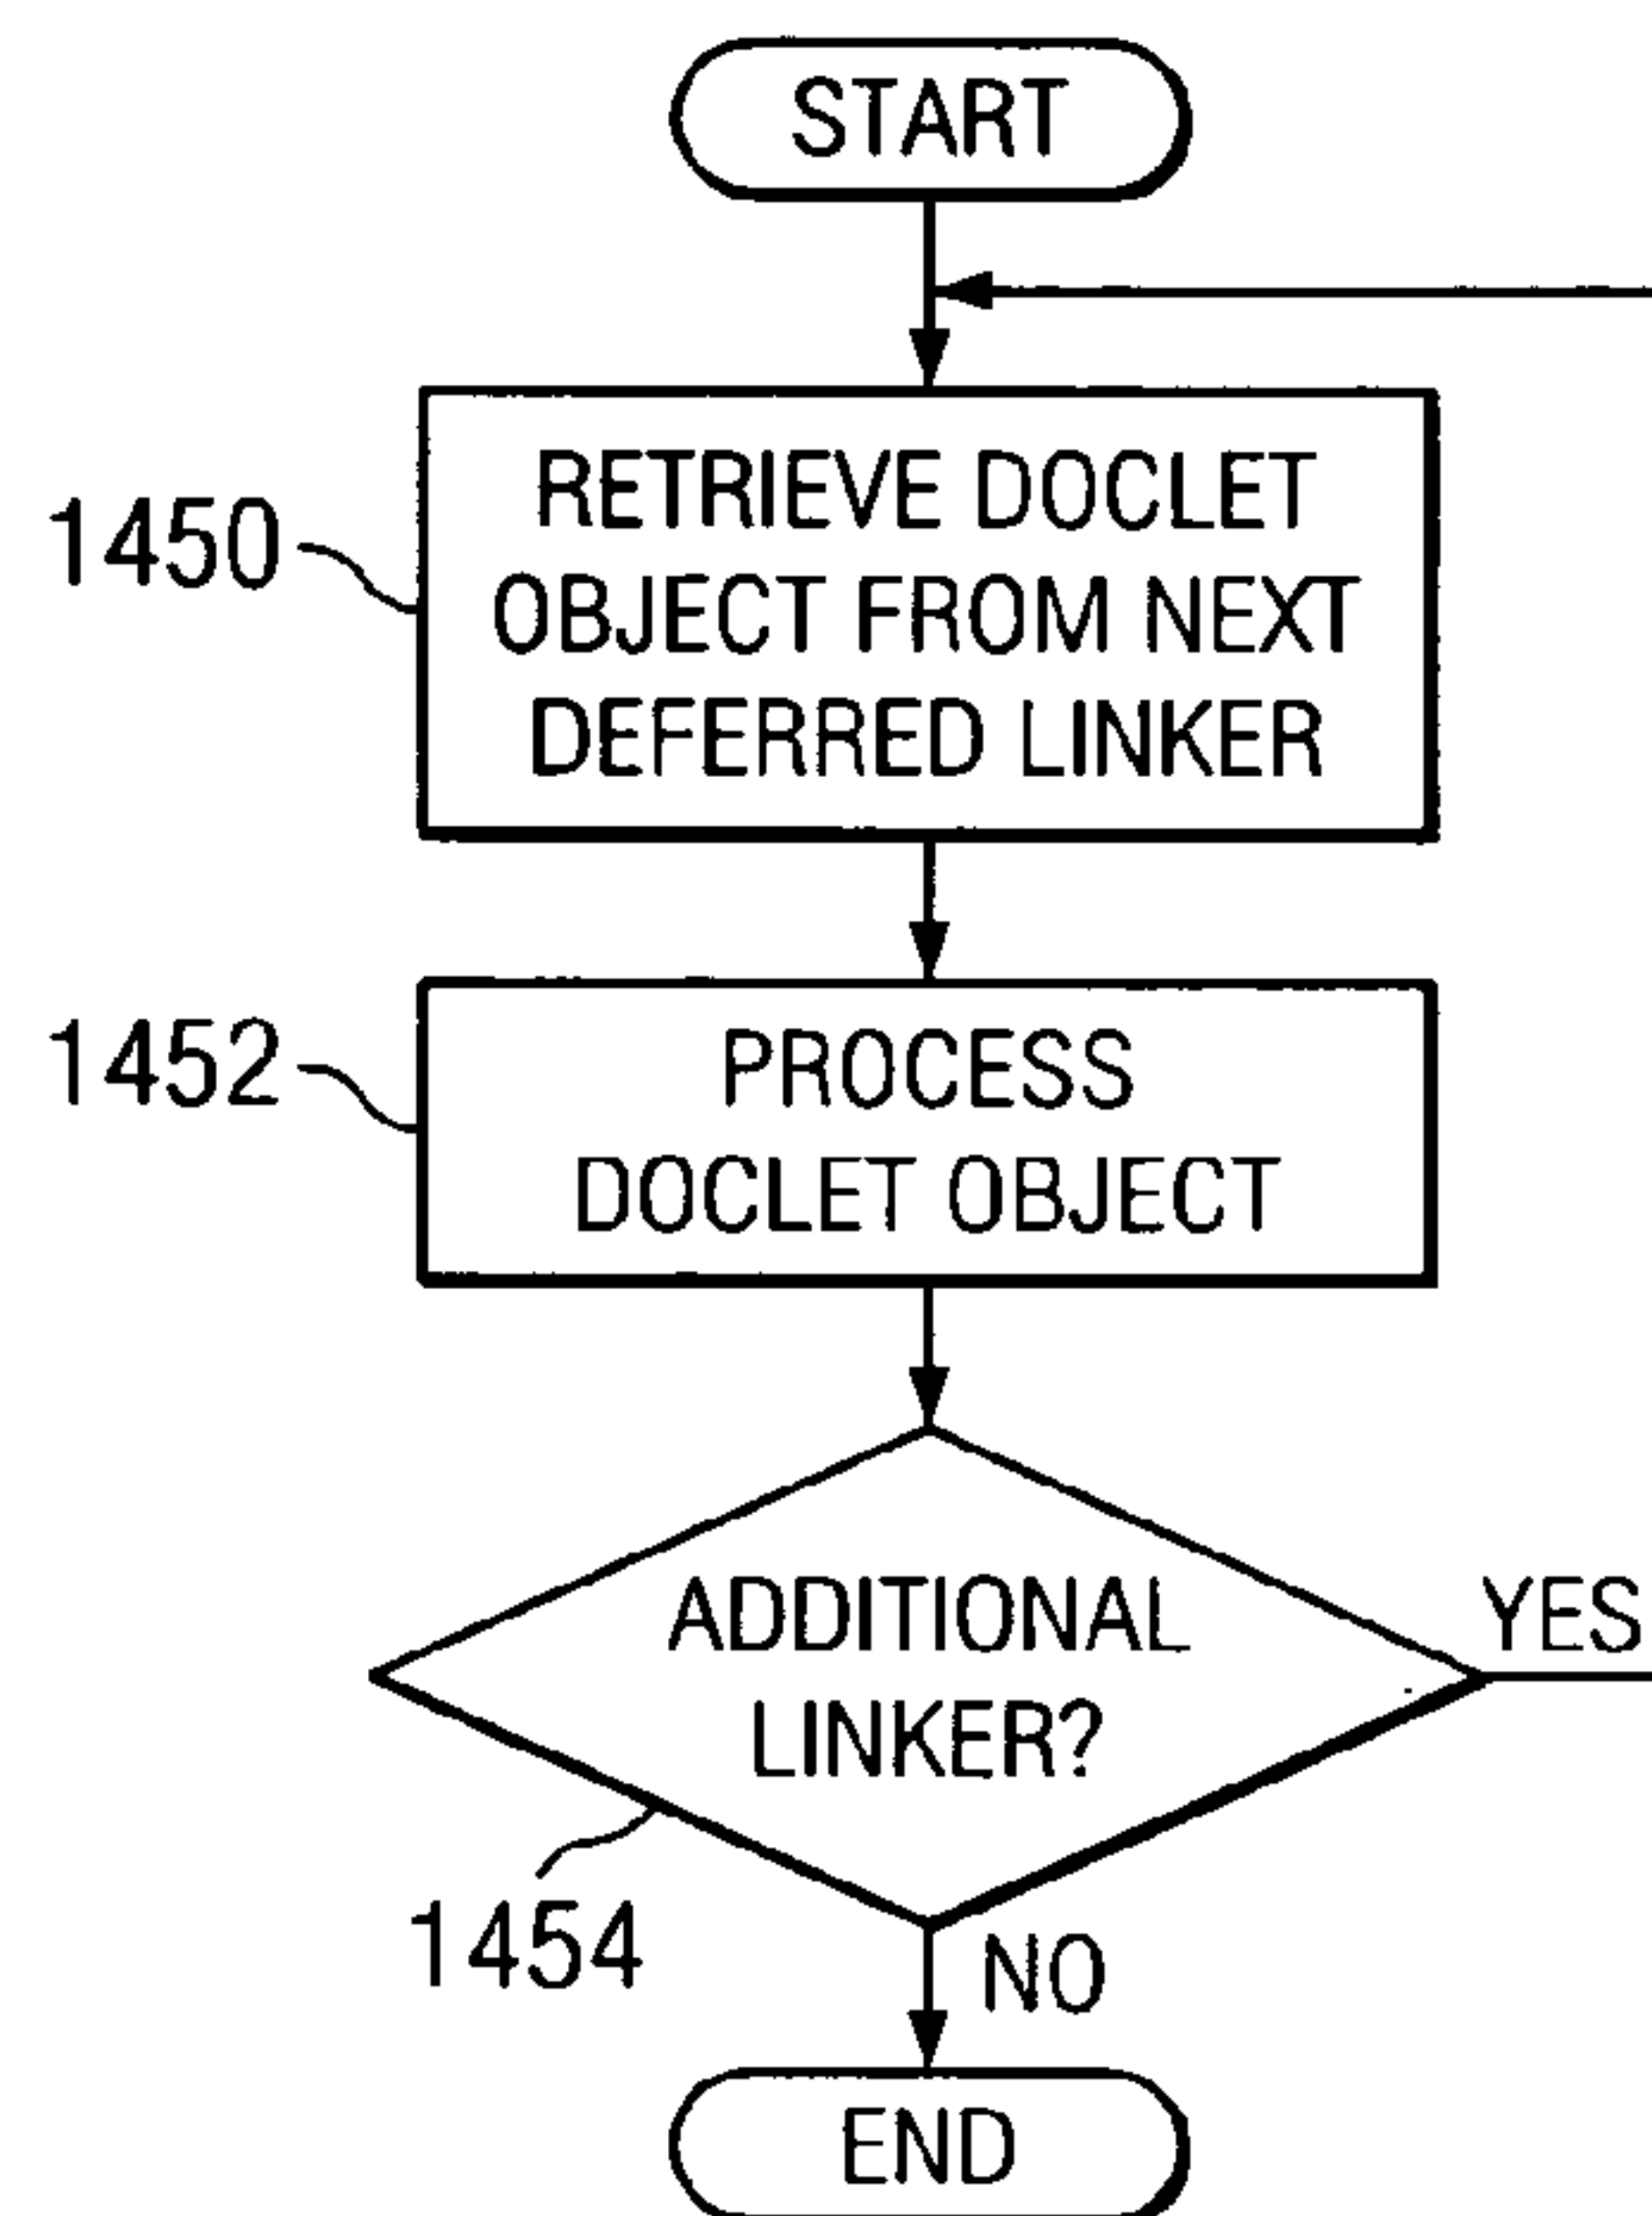 START
1450
RETRIEVE DOCLET
OBJECT FROM NEXT
DEFERRED LINKER
1452
PROCESS
DOCLET OBJECT
ADDITIONAL
LINKER?
YES
1454
NO
END